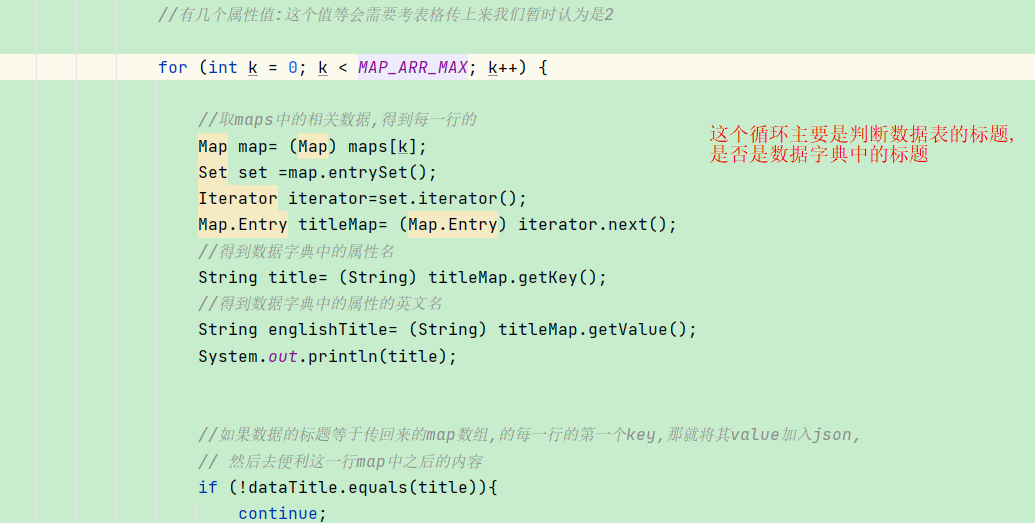 //有几个属性值:这个值等会需要考表格传上来我们暂时认为是2
for (int k = 0; k < MAP_ARR_MAX; k++) {
//取maps中的相关数据,得到每一行的
Map map= (Map) maps[k];
Set set =map.entrySet();
Iterator iterator=set.iterator();
Map.Entry titleMap= (Map.Entry) iterator.next();
//得到数据字典中的属性名
String title= (String) titleMap.getKey();
//得到数据字典中的属性的英文名
String englishTitle= (String) titleMap.getValue();
System.out.println(title);
//如果数据的标题等于传回来的map数组,的每一行的第一个key,那就将其value加入json,
// 然后去便利这一行map中之后的内容
if (!dataTitle.equals(title)){
continue;
这个循环主要是判断数据表的标题,
是否是数据字典中的标题